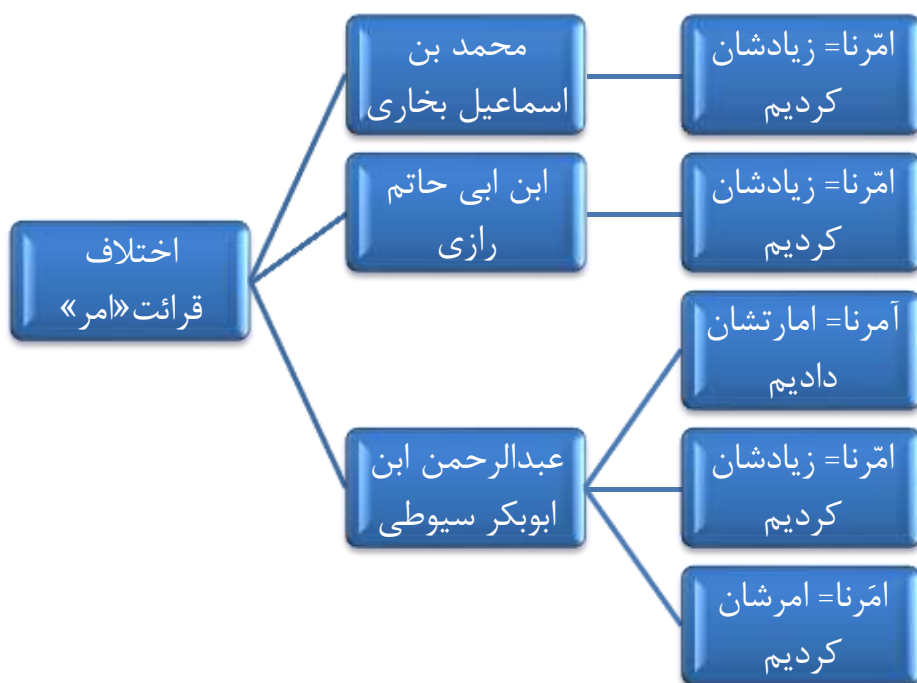 اختلاف
قرائت«امر»
محمد بن
اسماعیل بخاری
امّرنا= زیادشان
کردیم
ابن ابی حاتم
رازی
امّرنا= زیادشان
کردیم
عبدالرحمن ابن
ابوبکر سیوطی
آمرنا= امارتشان
دادیم
امّرنا= زیادشان
کردیم
امَرنا= امرشان
کردیم